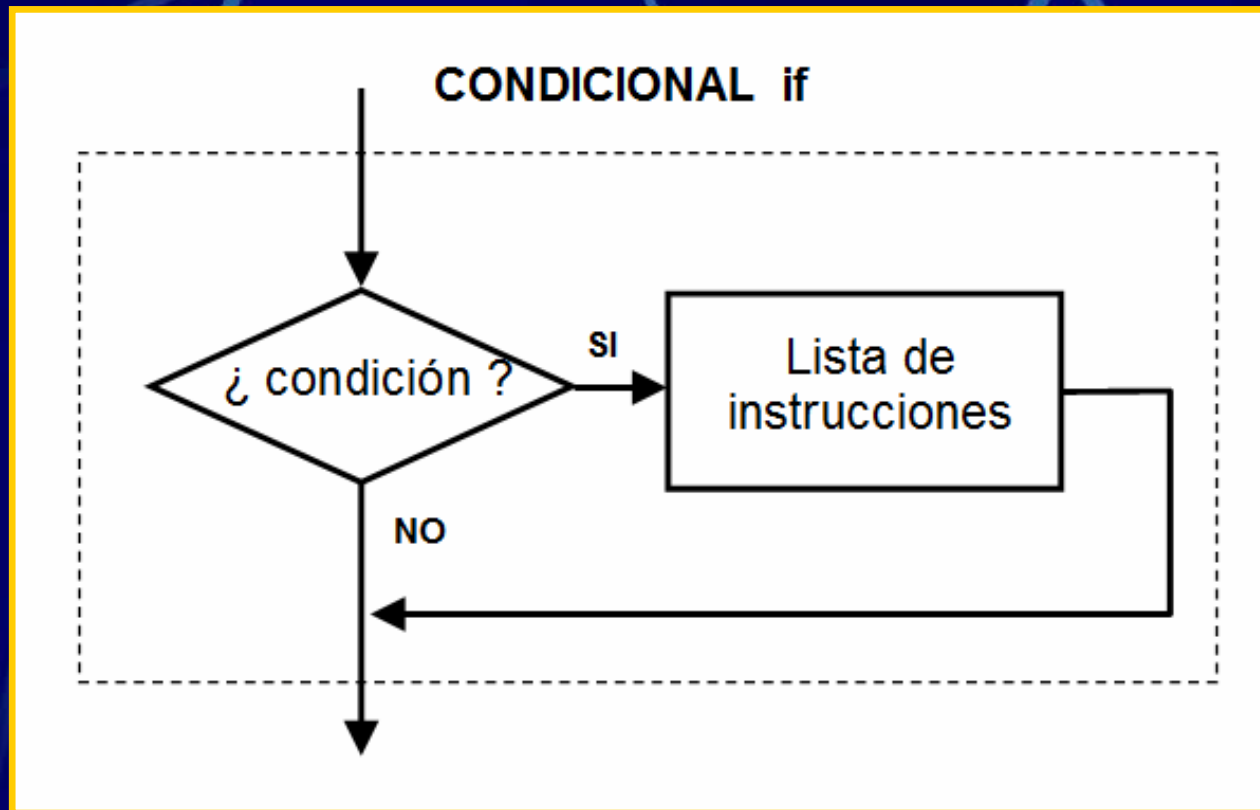 CONDICIONAL if
¿ condición ?
SI
Lista de
instrucciones
NO